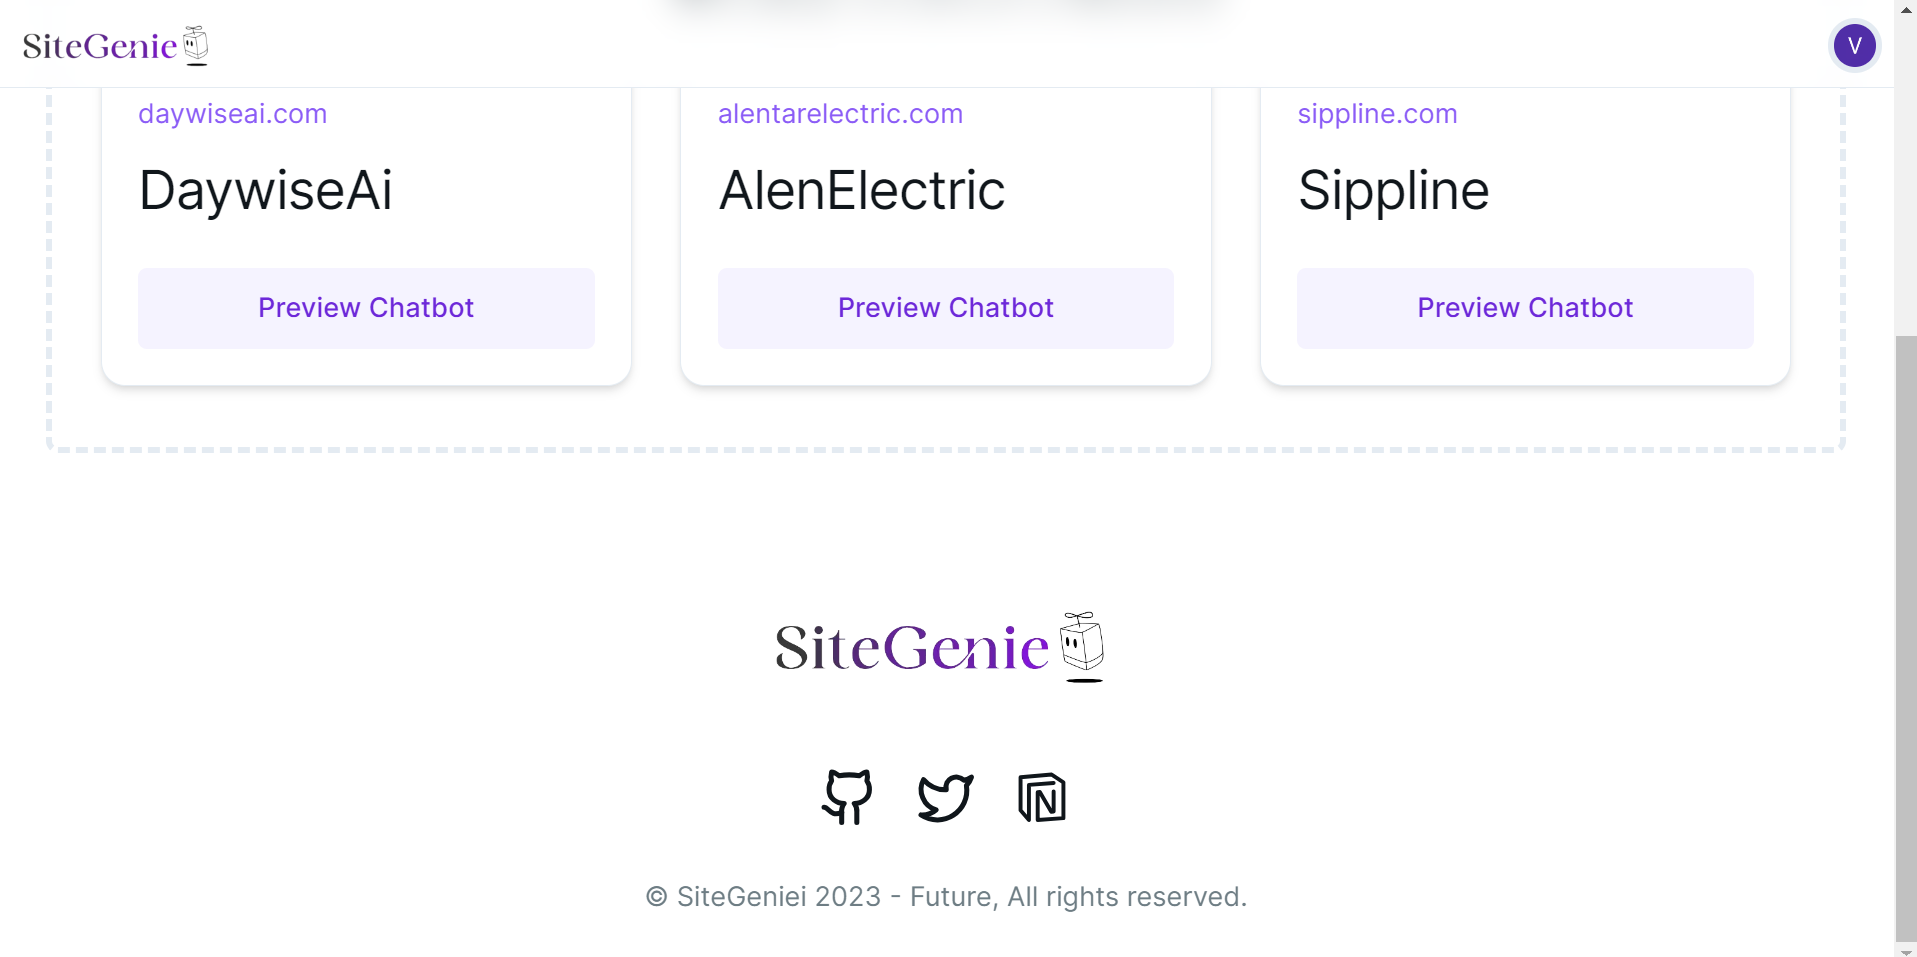 SiteGenie
V
daywiseai.com
DaywiseAi
Preview Chatbot
alentarelectric.com
AlenElectric
Preview Chatbot
sippline.com
Sippline
Preview Chatbot
SiteGenie
© SiteGeniei 2023 - Future, All rights reserved.